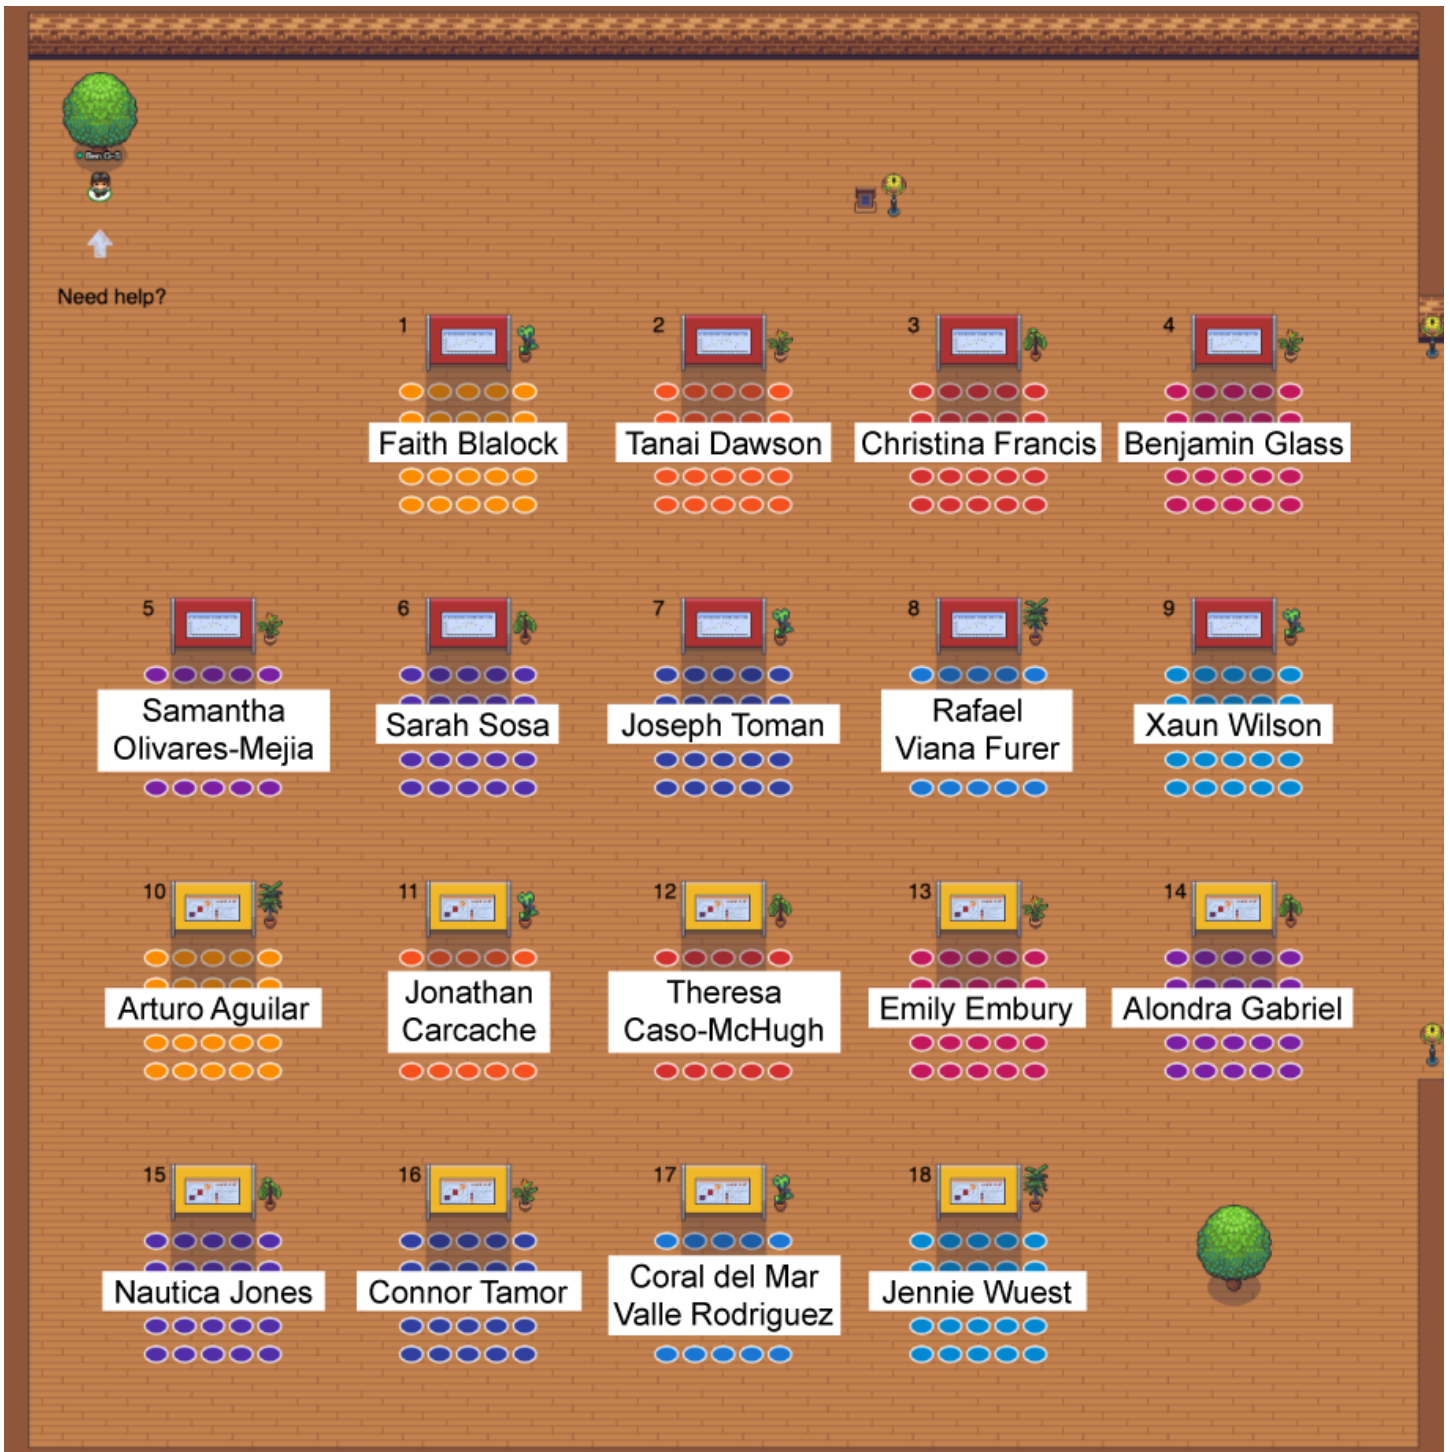 Ben G-S
Need help?
1
2
3
4
Faith Blalock
Tanai Dawson
Christina Francis
Benjamin Glass
5
6
7
8
9
Samantha
Olivares-Mejia
Sarah Sosa
Joseph Toman
Rafael
Viana Furer
Xaun Wilson
10
11
12
13
14
Arturo Aguilar
Jonathan
Carcache
Theresa
Caso-McHugh
Emily Embury
Alondra Gabriel
15
16
17
18
Nautica Jones
Connor Tamor
Coral del Mar
Valle Rodriguez
Jennie Wuest